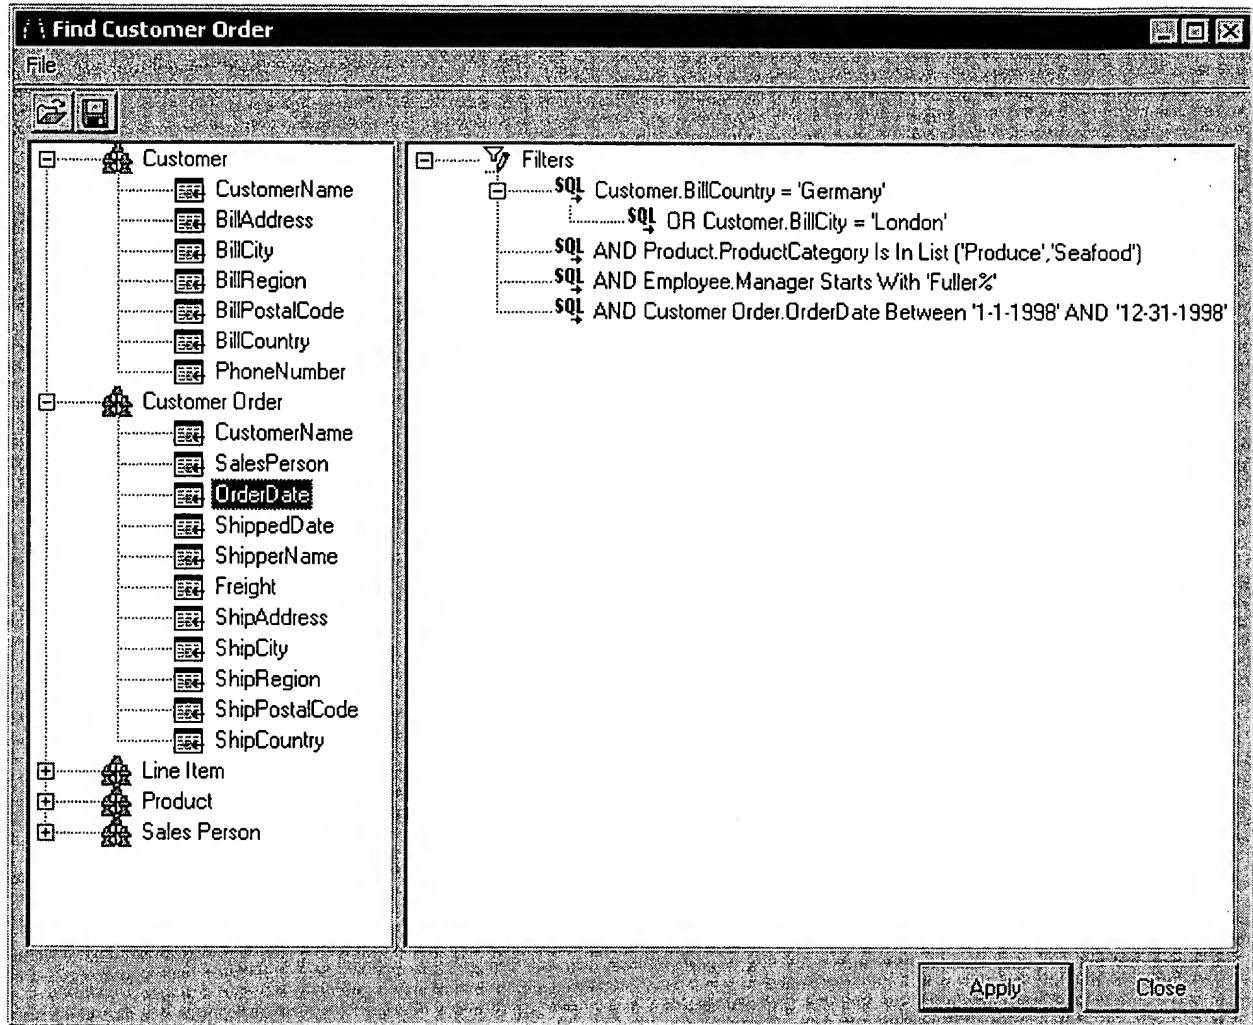 Find Customer Order
File
Customer
CustomerName
BillAddress
BillCity
BillRegion
BillPostalCode
BillCountry
PhoneNumber
Customer Order
CustomerName
SalesPerson
OrderDate
ShippedDate
ShipperName
Freight
ShipAddress
ShipCity
ShipRegion
ShipPostalCode
ShipCountry
Line Item
Product
Sales Person
Filters
SQL Customer.BillCountry = 'Germany'
SQL OR Customer.BillCity = 'London'
SQL AND Product.ProductCategory Is In List ('Produce','Seafood')
SQL AND Employee.Manager Starts With 'Fuller%'
SQL AND Customer Order.OrderDate Between '1-1-1998' AND '12-31-1998'
Apply
Close